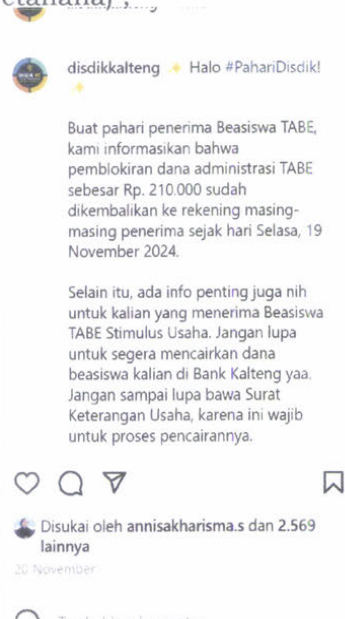 disdikkalteng ✨ Halo #PahariDisdik!
✨
Buat pahari penerima Beasiswa TABE,
kami informasikan bahwa
pemblokiran dana administrasi TABE
sebesar Rp. 210.000 sudah
dikembalikan ke rekening masing-
masing penerima sejak hari Selasa, 19
November 2024.
Selain itu, ada info penting juga nih
untuk kalian yang menerima Beasiswa
TABE Stimulus Usaha. Jangan lupa
untuk segera mencairkan dana
beasiswa kalian di Bank Kalteng yaa.
Jangan sampai lupa bawa Surat
Keterangan Usaha, karena ini wajib
untuk proses pencairannya.
Disukai oleh annisakharisma.s dan 2.569
lainnya
20 November